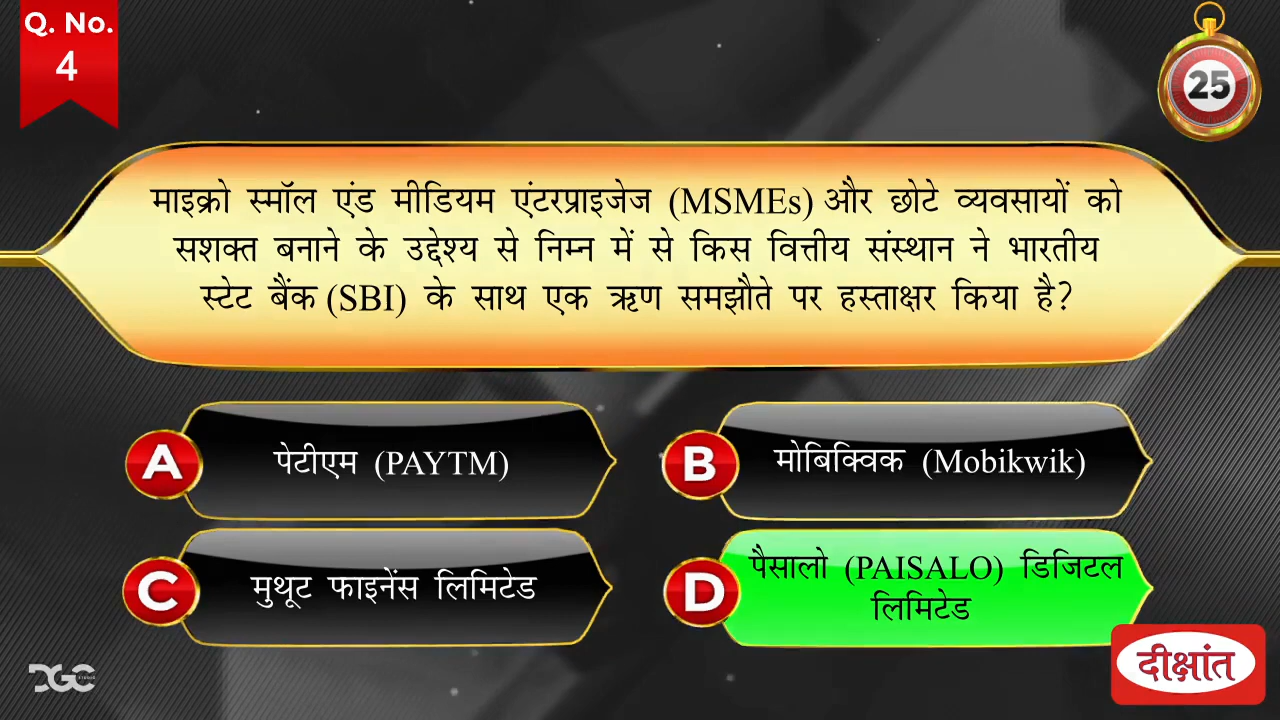 Q. No.
4
25
माइक्रो स्मॉल एंड मीडियम एंटरप्राइजेज (MSMEs) और छोटे व्यवसायों को
सशक्त बनाने के उद्देश्य से निम्न में से किस वित्तीय संस्थान ने भारतीय
स्टेट बैंक (SBI) के साथ एक ऋण समझौते पर हस्ताक्षर किया है?
A पेटीएम (PAYTM)
B मोबिक्विक (Mobikwik)
C मुथूट फाइनेंस लिमिटेड
D पैसालो (PAISALO) डिजिटल
लिमिटेड
DGC
दीक्षांत